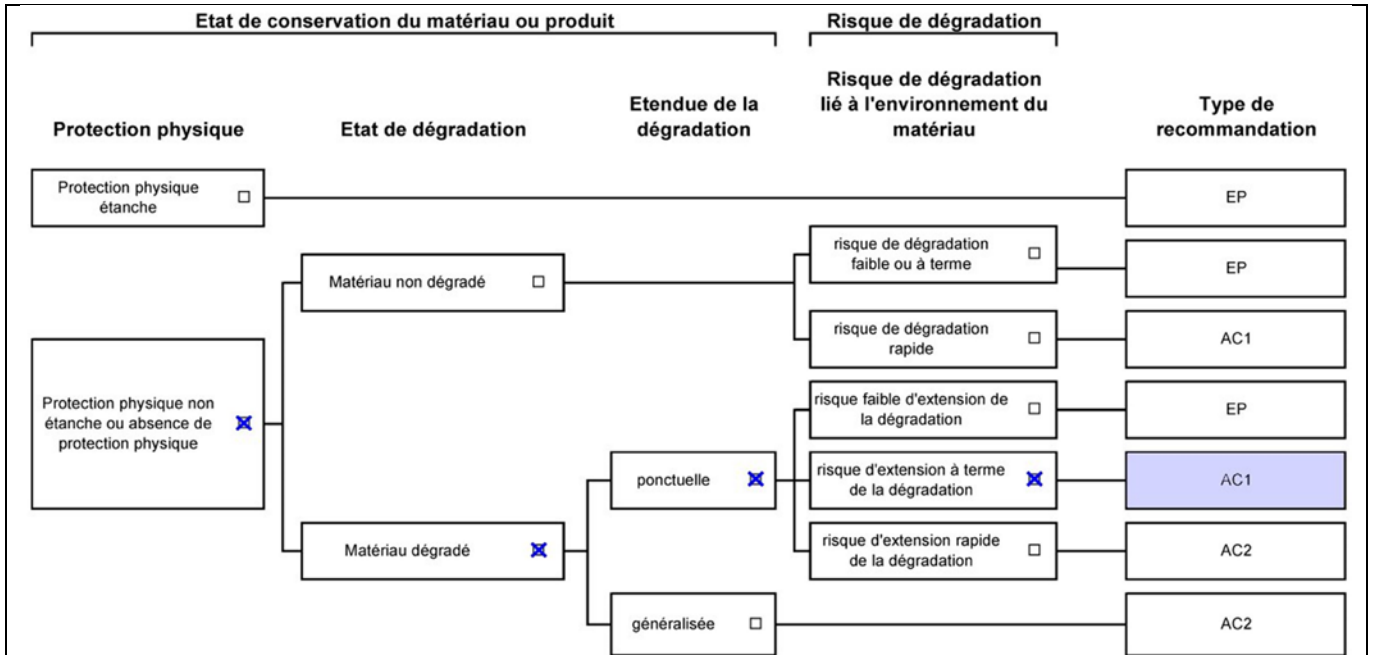 Etat de conservation du matériau ou produit
Risque de dégradation
Protection physique
Etat de dégradation
Etendue de la
dégradation
Risque de dégradation
lié à l'environnement du
matériau
Type de
recommandation
Protection physique
étanche
EP
risque de dégradation
faible ou à terme
EP
Matériau non dégradé
risque de dégradation
rapide
AC1
Protection physique non
étanche ou absence de
protection physique
risque faible d'extension de
la dégradation
EP
ponctuelle
risque d'extension à terme
de la dégradation
AC1
Matériau dégradé
risque d'extension rapide
de la dégradation
AC2
généralisée
AC2